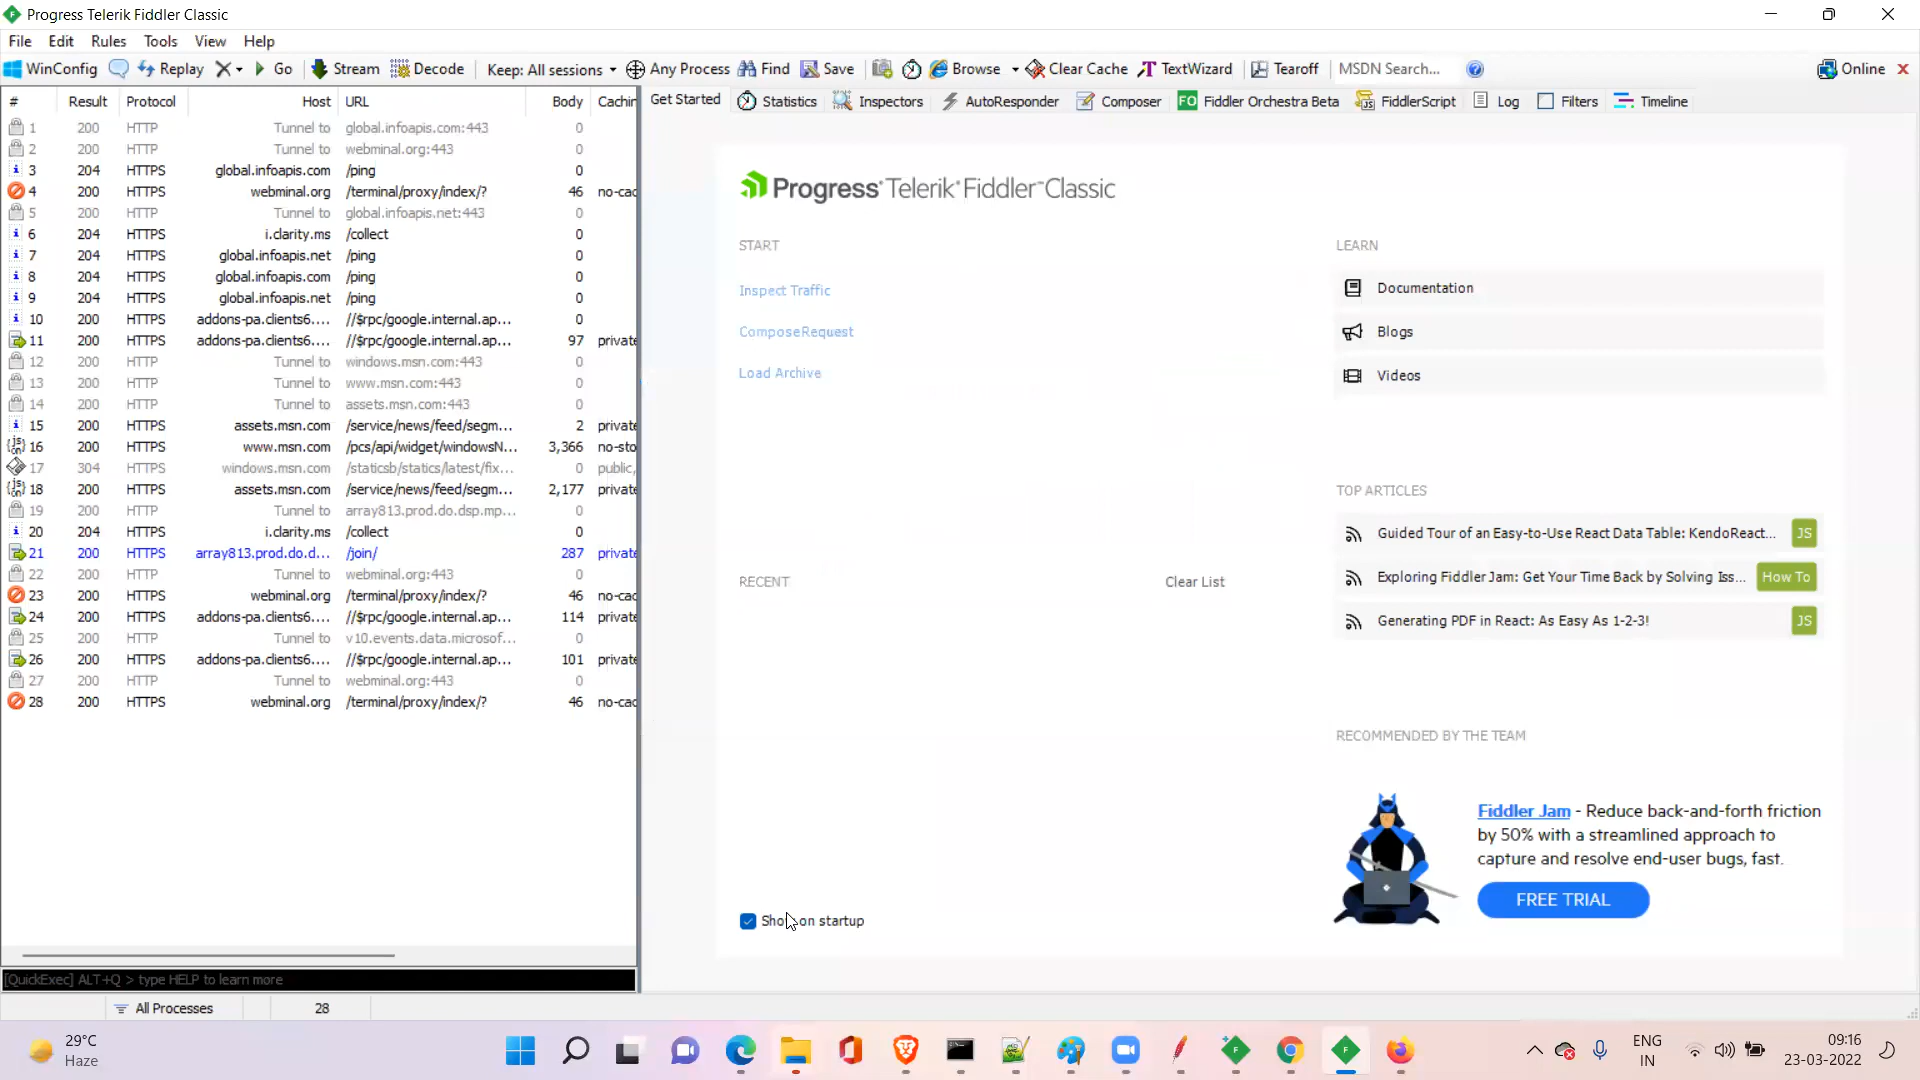 Progress Telerik Fiddler Classic
File Edit Rules Tools View Help
WinConfig Replay Go Stream Decode Keep: All sessions Any Process Find Save Browse Clear Cache TextWizard Tearoff MSDN Search... Online
# Result Protocol Host URL Body Cachin
Get Started Statistics Inspectors AutoResponder Composer FO Fiddler Orchestra Beta FiddlerScript Log Filters Timeline
1 200 HTTP Tunnel to global.infoapis.com:443 0
2 200 HTTP Tunnel to webminal.org:443 0
3 204 HTTPS global.infoapis.com /ping 0
4 200 HTTPS webminal.org /terminal/proxy/index/? 46 no-cac
5 200 HTTP Tunnel to global.infoapis.net:443 0
6 204 HTTPS i.clarity.ms /collect 0
7 204 HTTPS global.infoapis.net /ping 0
8 204 HTTPS global.infoapis.com /ping 0
9 204 HTTPS global.infoapis.net /ping 0
10 200 HTTPS addons-pa.clients6.... //$rpc/google.internal.ap... 0
11 200 HTTPS addons-pa.clients6.... //$rpc/google.internal.ap... 97 private
12 200 HTTP Tunnel to windows.msn.com:443 0
13 200 HTTP Tunnel to www.msn.com:443 0
14 200 HTTP Tunnel to assets.msn.com:443 0
15 200 HTTPS assets.msn.com /service/news/feed/segm... 2 private
16 200 HTTPS www.msn.com /pcs/api/widget/windowsN... 3,366 no-sto
17 304 HTTPS windows.msn.com /staticsb/statics/latest/fix... 0 public,
18 200 HTTPS assets.msn.com /service/news/feed/segm... 2,177 private
19 200 HTTP Tunnel to array813.prod.do.dsp.mp... 0
20 204 HTTPS i.clarity.ms /collect 0
21 200 HTTPS array813.prod.do.d... /join/ 287 private
22 200 HTTP Tunnel to webminal.org:443 0
23 200 HTTPS webminal.org /terminal/proxy/index/? 46 no-cac
24 200 HTTPS addons-pa.clients6.... //$rpc/google.internal.ap... 114 private
25 200 HTTP Tunnel to v10.events.data.microsof... 0
26 200 HTTPS addons-pa.clients6.... //$rpc/google.internal.ap... 101 private
27 200 HTTP Tunnel to webminal.org:443 0
28 200 HTTPS webminal.org /terminal/proxy/index/? 46 no-cac
[QuickExec] ALT+Q > type HELP to learn more
All Processes 28
Progress Telerik Fiddler Classic
START
Inspect Traffic
Compose Request
Load Archive
RECENT Clear List
Show on startup
LEARN
Documentation
Blogs
Videos
TOP ARTICLES
Guided Tour of an Easy-to-Use React Data Table: KendoReact... JS
Exploring Fiddler Jam: Get Your Time Back by Solving Iss... How To
Generating PDF in React: As Easy As 1-2-3! JS
RECOMMENDED BY THE TEAM
Fiddler Jam - Reduce back-and-forth friction
by 50% with a streamlined approach to
capture and resolve end-user bugs, fast.
FREE TRIAL
29°C
Haze
ENG
IN
09:16
23-03-2022